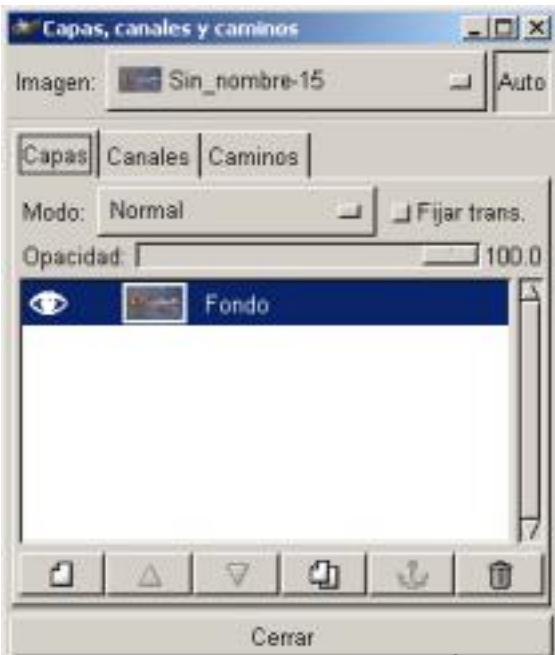 Capas, canales y caminos
Imagen: Sin_nombre-15 Auto
Capas Canales Caminos
Modo: Normal Fijar trans.
Opacidad: 100.0
Fondo
Cerrar